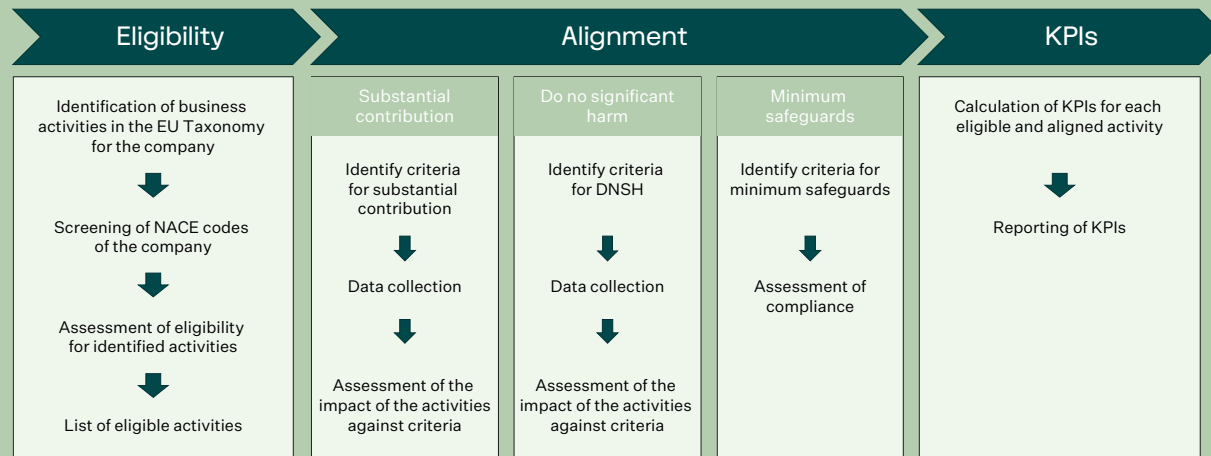 Eligibility
Alignment
KPIs
Identification of business
activities in the EU Taxonomy
for the company
Screening of NACE codes
of the company
Assessment of eligibility
for identified activities
List of eligible activities
Substantial
contribution
Identify criteria
for substantial
contribution
Data collection
Assessment of the
impact of the activities
against criteria
Do no significant
harm
Identify criteria
for DNSH
Data collection
Assessment of the
impact of the activities
against criteria
Minimum
safeguards
Identify criteria for
minimum safeguards
Assessment of
compliance
Calculation of KPIs for each
eligible and aligned activity
Reporting of KPIs